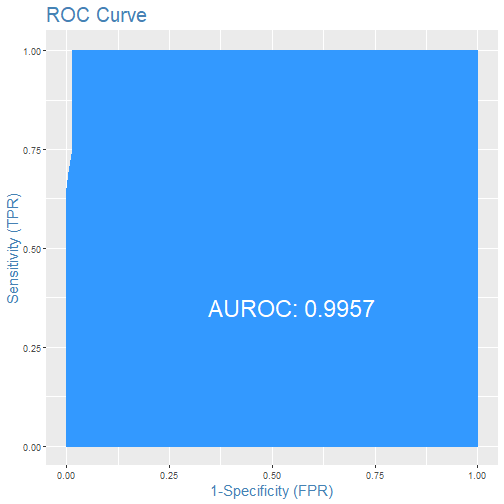 ROC Curve
1.00
0.75
0.50
0.25
0.00
Sensitivity (TPR)
AUROC: 0.9957
0.00 0.25 0.50 0.75 1.00
1-Specificity (FPR)